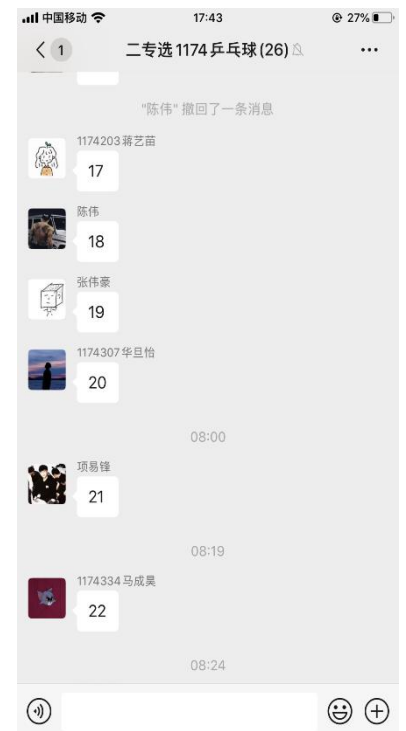 中国移动
17:43
27%
1
二专选1174乒乓球(26)
"陈伟" 撤回了一条消息
1174203蒋艺苗
17
陈伟
18
张伟豪
19
1174307华旦怡
20
08:00
项易锋
21
08:19
1174334马成昊
22
08:24